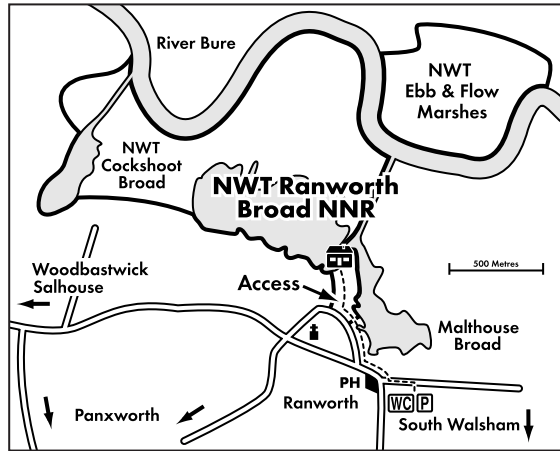 River Bure
NWT
Ebb & Flow
Marshes
NWT
Cockshoot
Broad
NWT Ranworth
Broad NNR
500 Metres
Woodbastwick
Salhouse
Access
Malthouse
Broad
PH
Ranworth
WC P
Panxworth
South Walsham